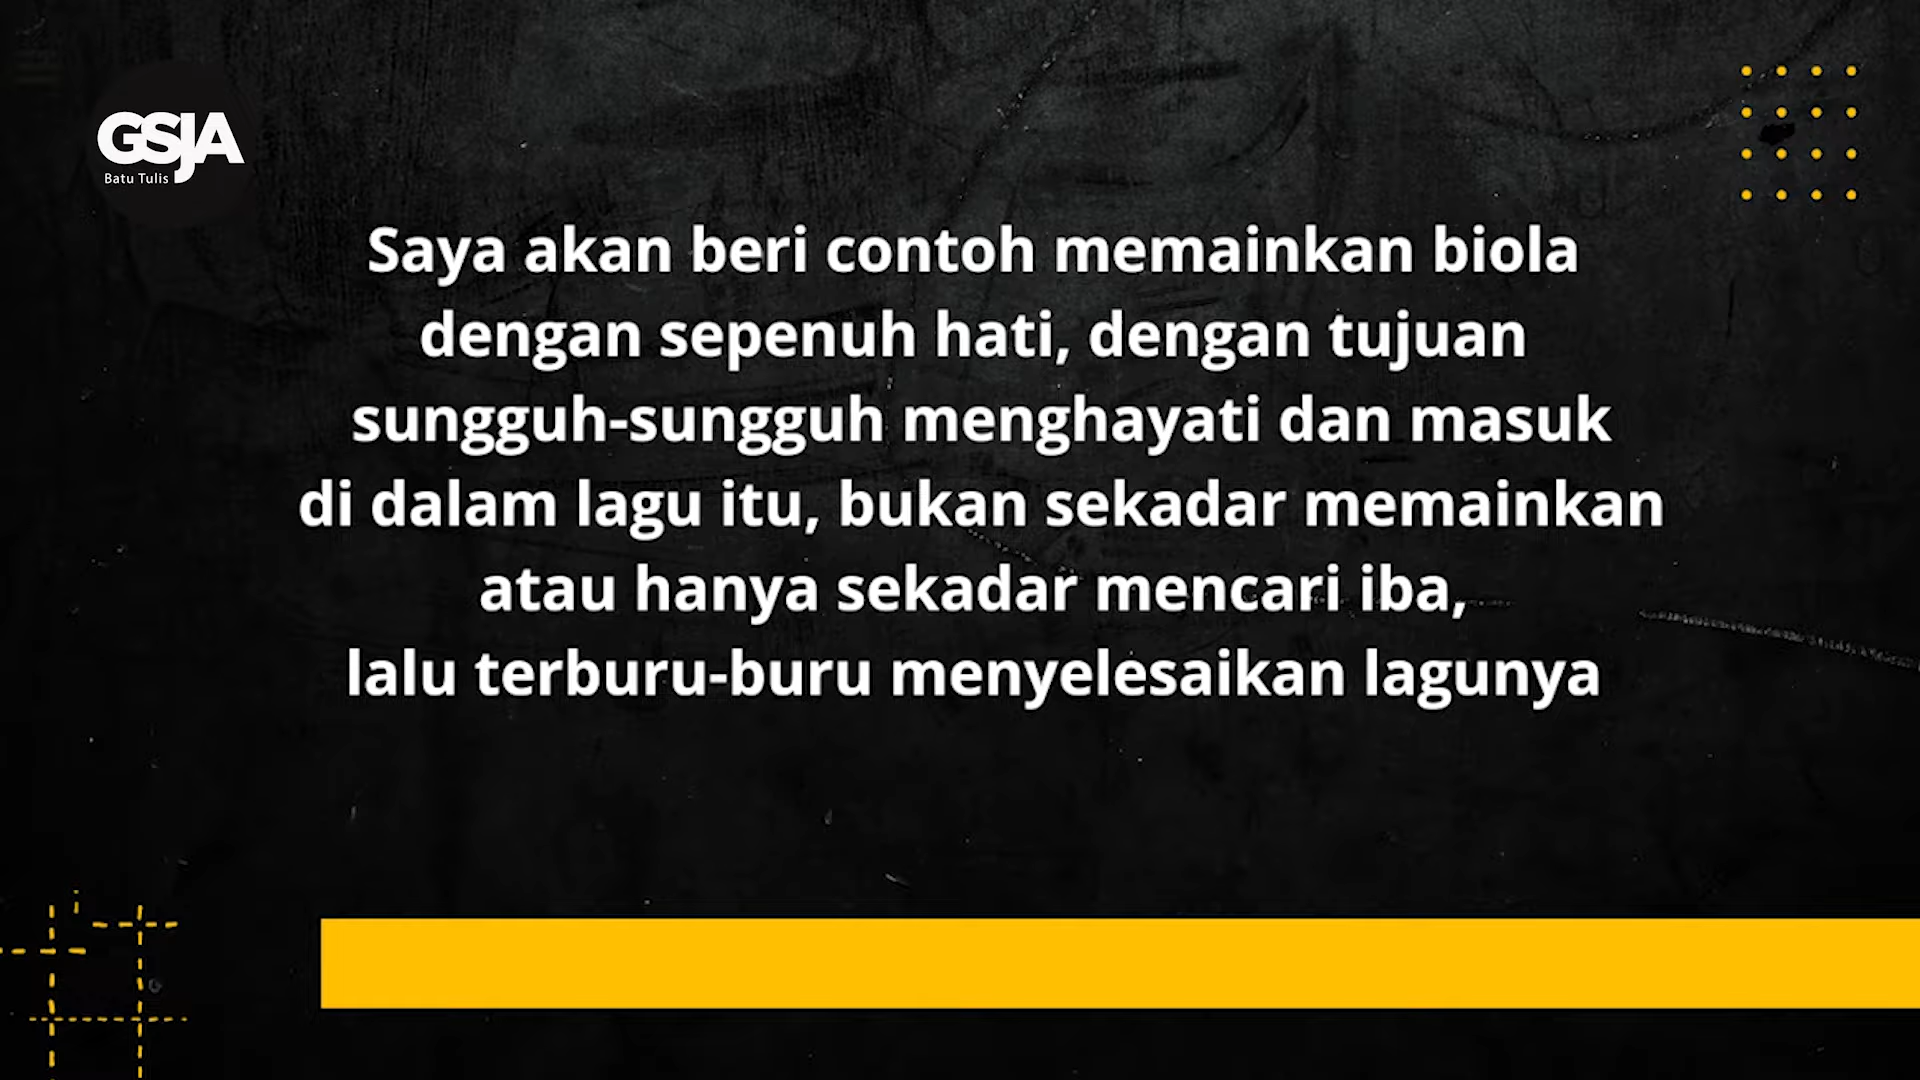 GSJA
Batu Tulis
Saya akan beri contoh memainkan biola
dengan sepenuh hati, dengan tujuan
sungguh-sungguh menghayati dan masuk
di dalam lagu itu, bukan sekadar memainkan
atau hanya sekadar mencari iba,
lalu terburu-buru menyelesaikan lagunya